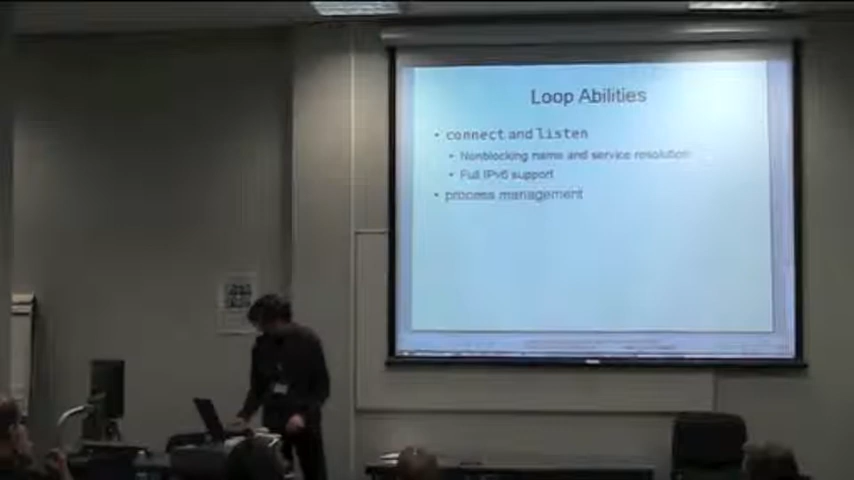 Loop Abilities
• connect and listen
• Nonblocking name and service resolution
• Full IPv6 support
• process management